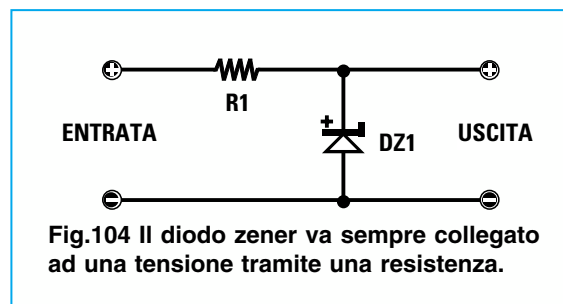 R1
ENTRATA
DZ1
USCITA
Fig.104 Il diodo zener va sempre collegato
ad una tensione tramite una resistenza.